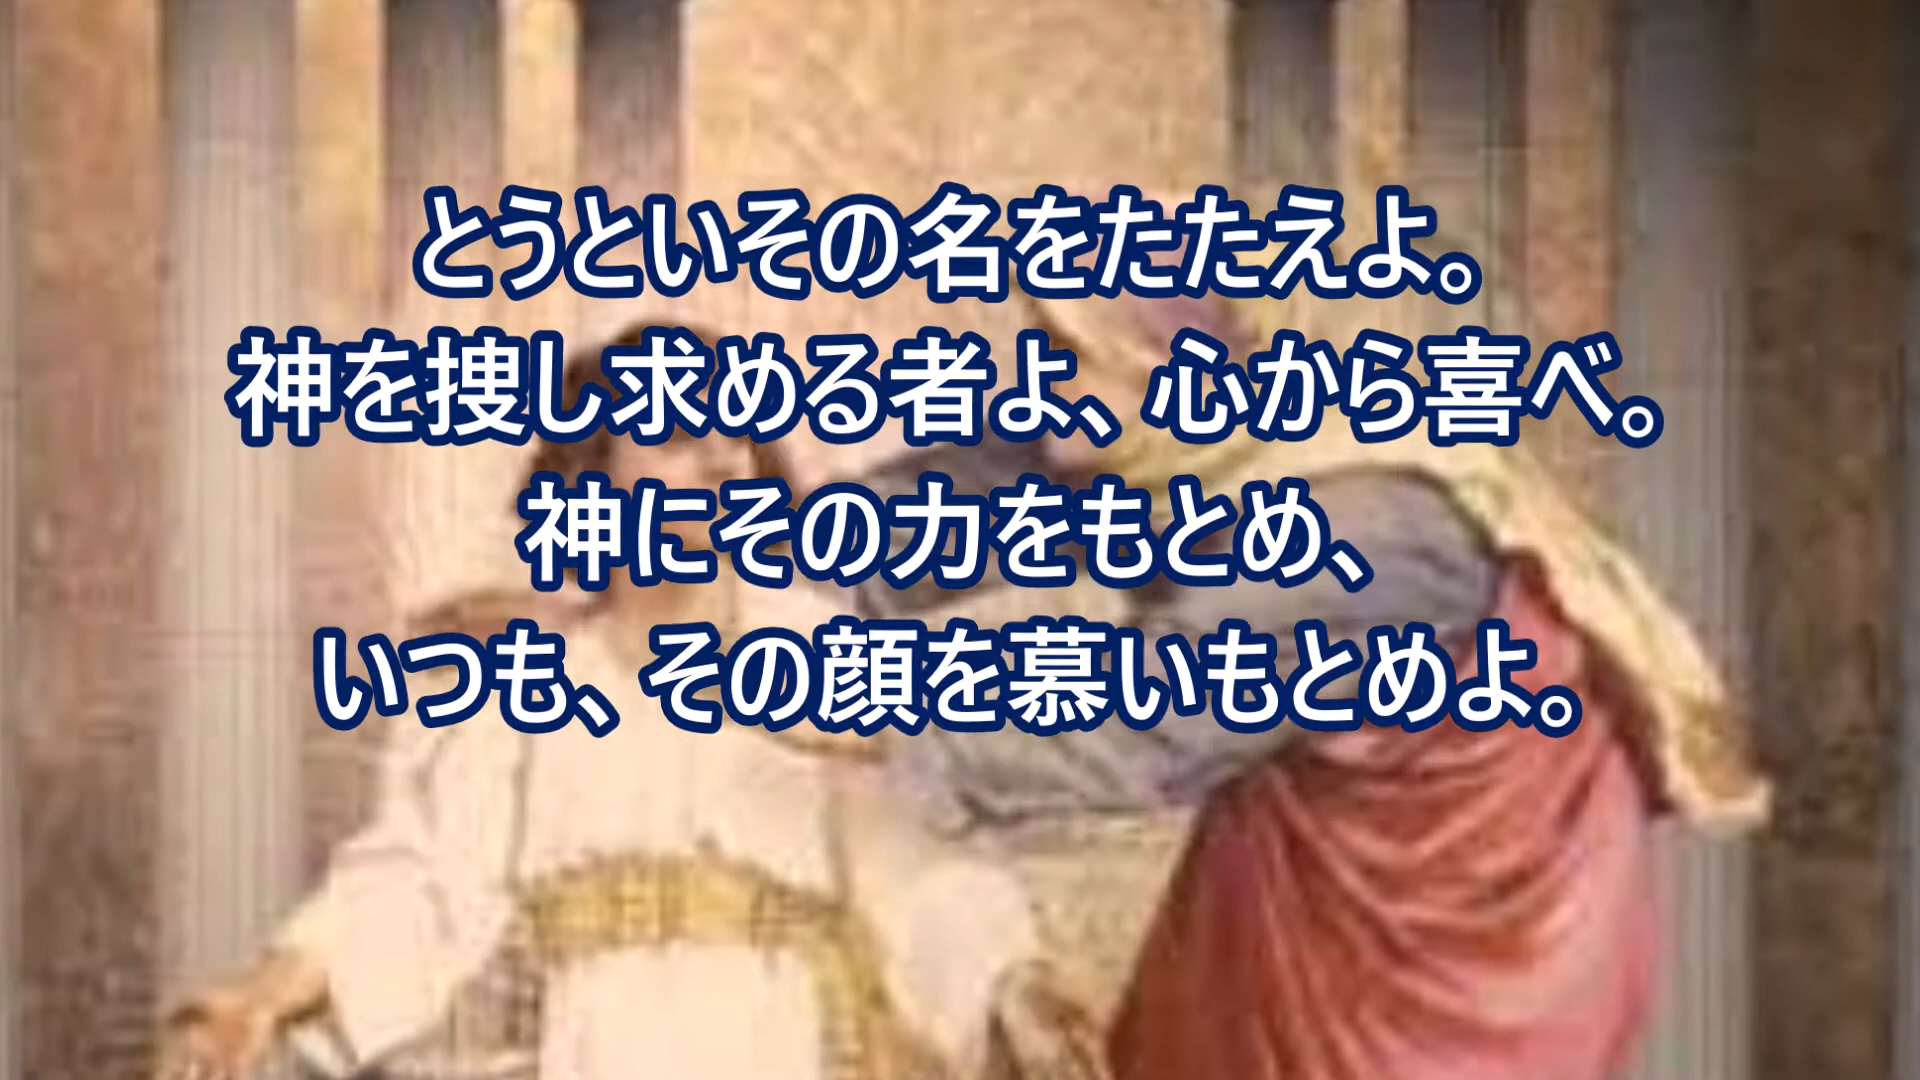 とうといその名をたたえよ。
神を捜し求める者よ、心から喜べ。
神にその力をもとめ、
いつも、その顔を慕いもとめよ。